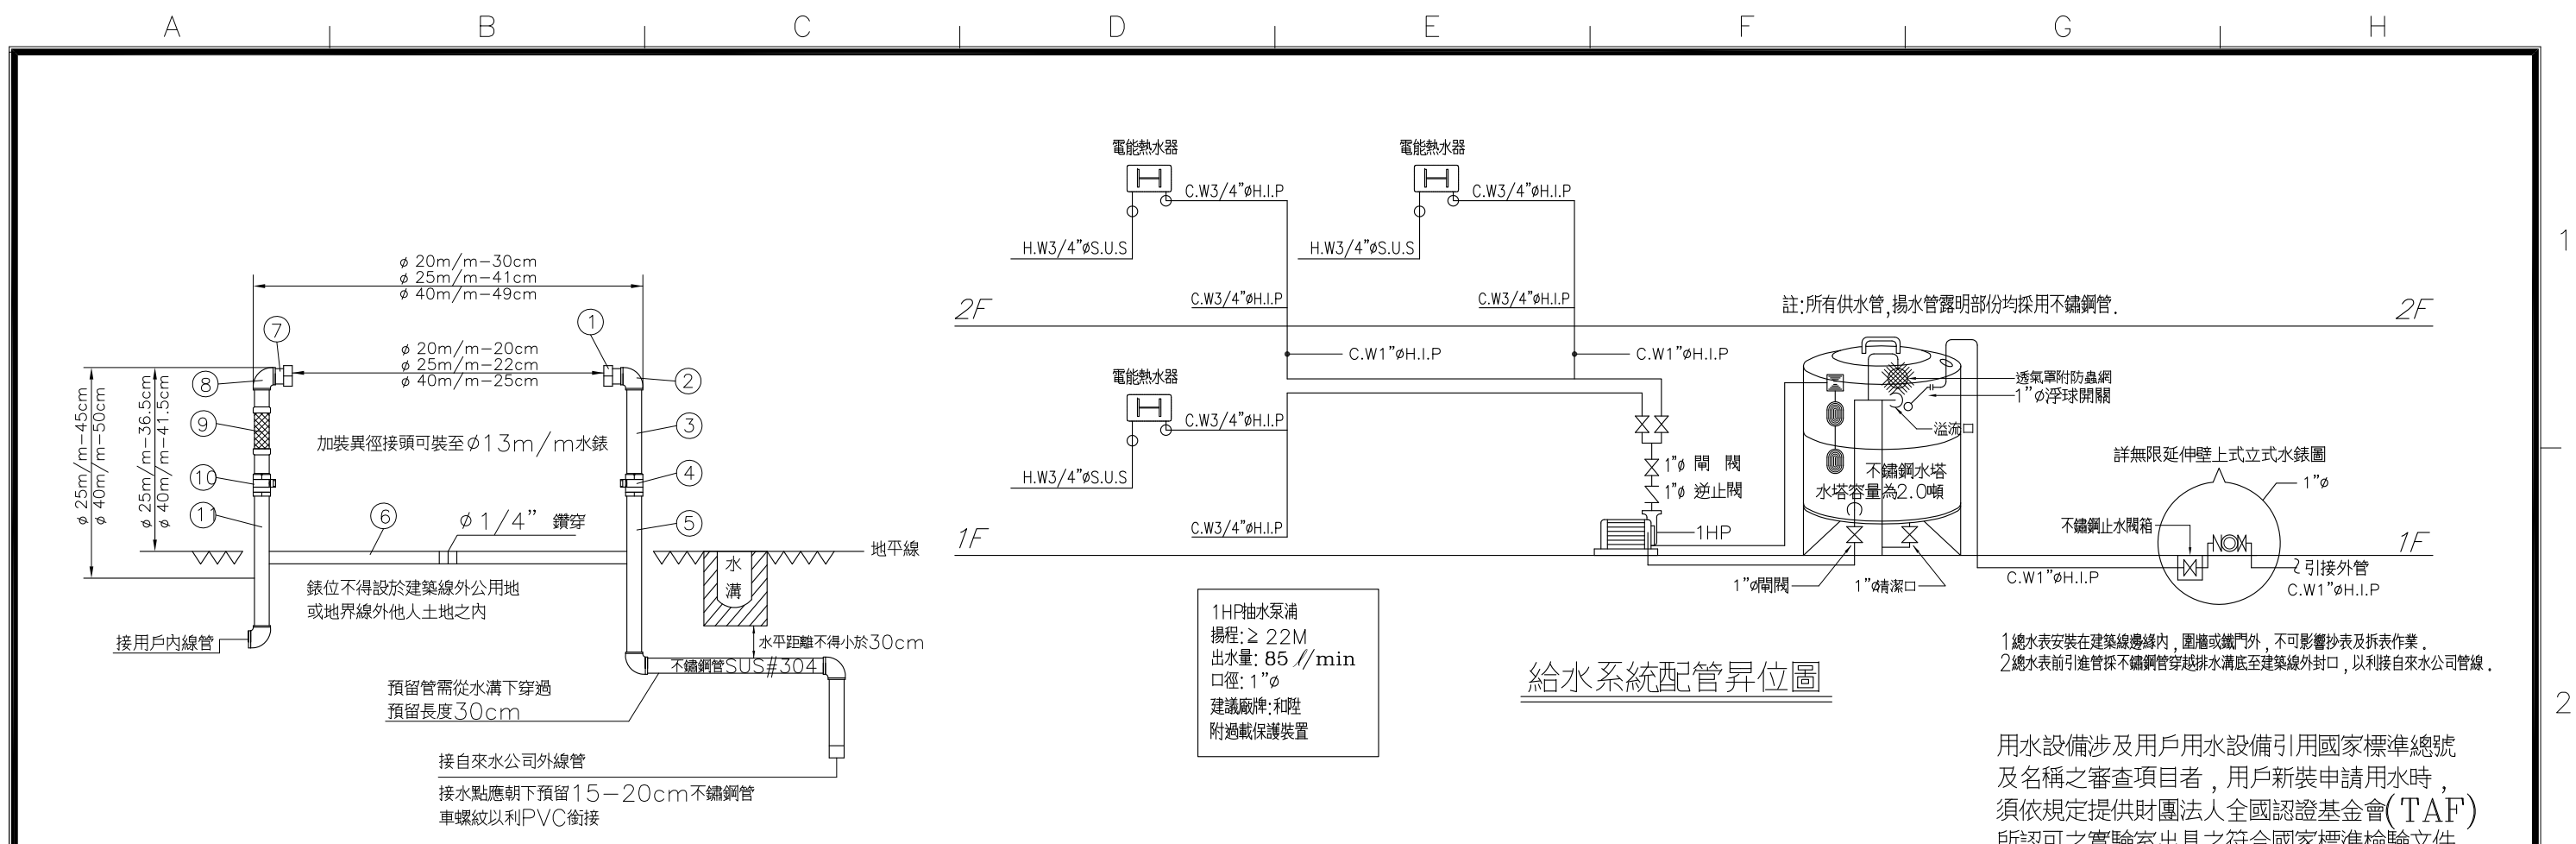 A
B
C
D
E
F
G
H
1
2
ø 20m/m-30cm
ø 25m/m-41cm
ø 40m/m-49cm
⑦
①
ø 20m/m-20cm
ø 25m/m-22cm
ø 40m/m-25cm
⑧
②
ø 25m/m-45cm
ø 40m/m-50cm
ø 25m/m-36.5cm
ø 40m/m-41.5cm
⑨
③
加裝異徑接頭可裝至ø13m/m水錶
⑩
④
⑪
⑥
ø 1/4" 鑽穿
⑤
地平線
水
溝
錶位不得設於建築線外公用地
或地界線外他人土地之內
接用戶內線管
水平距離不得小於30cm
不鏽鋼管SUS#304
預留管需從水溝下穿過
預留長度30cm
接自來水公司外線管
接水點應朝下預留15-20cm不鏽鋼管
車螺紋以利PVC銜接
電能熱水器
H
C.W3/4"øH.I.P
H.W3/4"øS.U.S
電能熱水器
H
C.W3/4"øH.I.P
H.W3/4"øS.U.S
C.W3/4"øH.I.P
C.W3/4"øH.I.P
2F
註:所有供水管,揚水管露明部份均採用不鏽鋼管.
2F
C.W1"øH.I.P
C.W1"øH.I.P
電能熱水器
H
C.W3/4"øH.I.P
H.W3/4"øS.U.S
C.W3/4"øH.I.P
1"ø 閘 閥
1"ø 逆止閥
1HP
透氣罩附防蟲網
1"ø浮球開關
溢流口
不鏽鋼水塔
水塔容量為2.0噸
詳無限延伸壁上式立式水錶圖
1"ø
不鏽鋼止水閥箱
1F
1F
1"ø閘閥
1"ø清潔口
C.W1"øH.I.P
引接外管
C.W1"øH.I.P
1HP抽水泵浦
揚程:≥ 22M
出水量: 85 ℓ/min
口徑: 1"ø
建議廠牌:和陞
附過載保護裝置
給水系統配管昇位圖
1總水表安裝在建築線邊緣內,圍牆或鐵門外,不可影響抄表及拆表作業.
2總水表前引進管採不鏽鋼管穿越排水溝底至建築線外封口,以利接自來水公司管線.
用水設備涉及用戶用水設備引用國家標準總號
及名稱之審查項目者,用戶新裝申請用水時,
須依規定提供財團法人全國認證基金會(TAF)
所認可之實驗室出具之符合國家標準檢驗文件